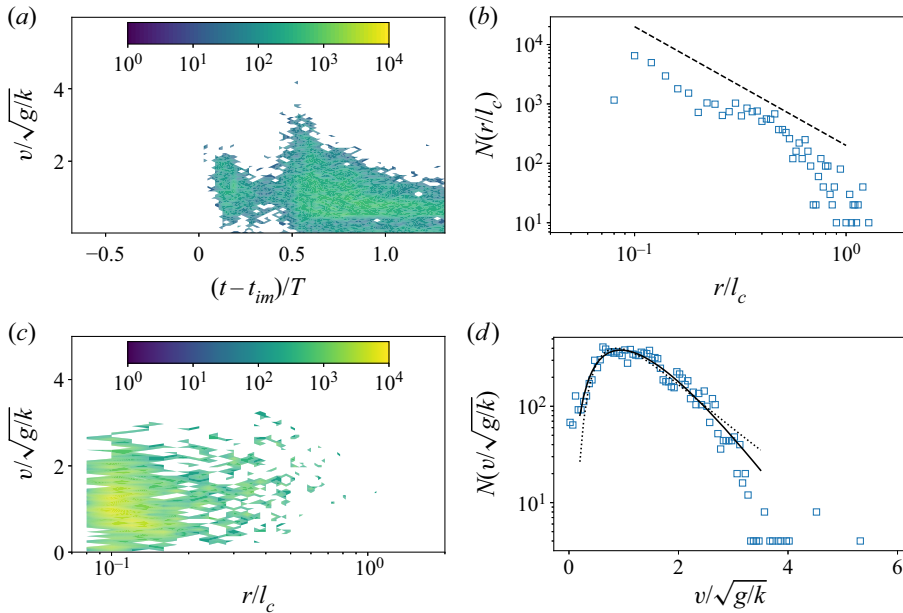 (a)
10^0 10^1 10^2 10^3 10^4
4
2
v/√g/k
−0.5 0 0.5 1.0
(t − t_im)/T
(b)
10^4
10^3
10^2
10^1
N(r/l_c)
10^−1 10^0
r/l_c
(c)
10^0 10^1 10^2 10^3 10^4
4
2
0
v/√g/k
10^−1 10^0
r/l_c
(d)
10^2
10^1
N(v/√g/k)
0 2 4 6
v/√g/k